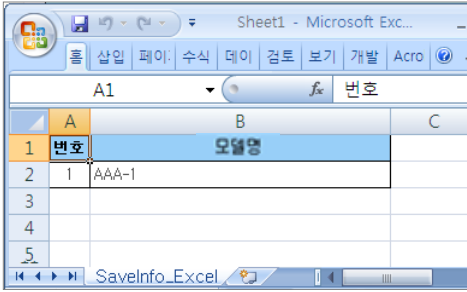 Sheet1 - Microsoft Exc...
홈 삽입 페이: 수식 데이 검토 보기 개발 Acro
A1 fx 번호
A B C
1 번호 모델명
2 1 AAA-1
3
4
5
SaveInfo_Excel